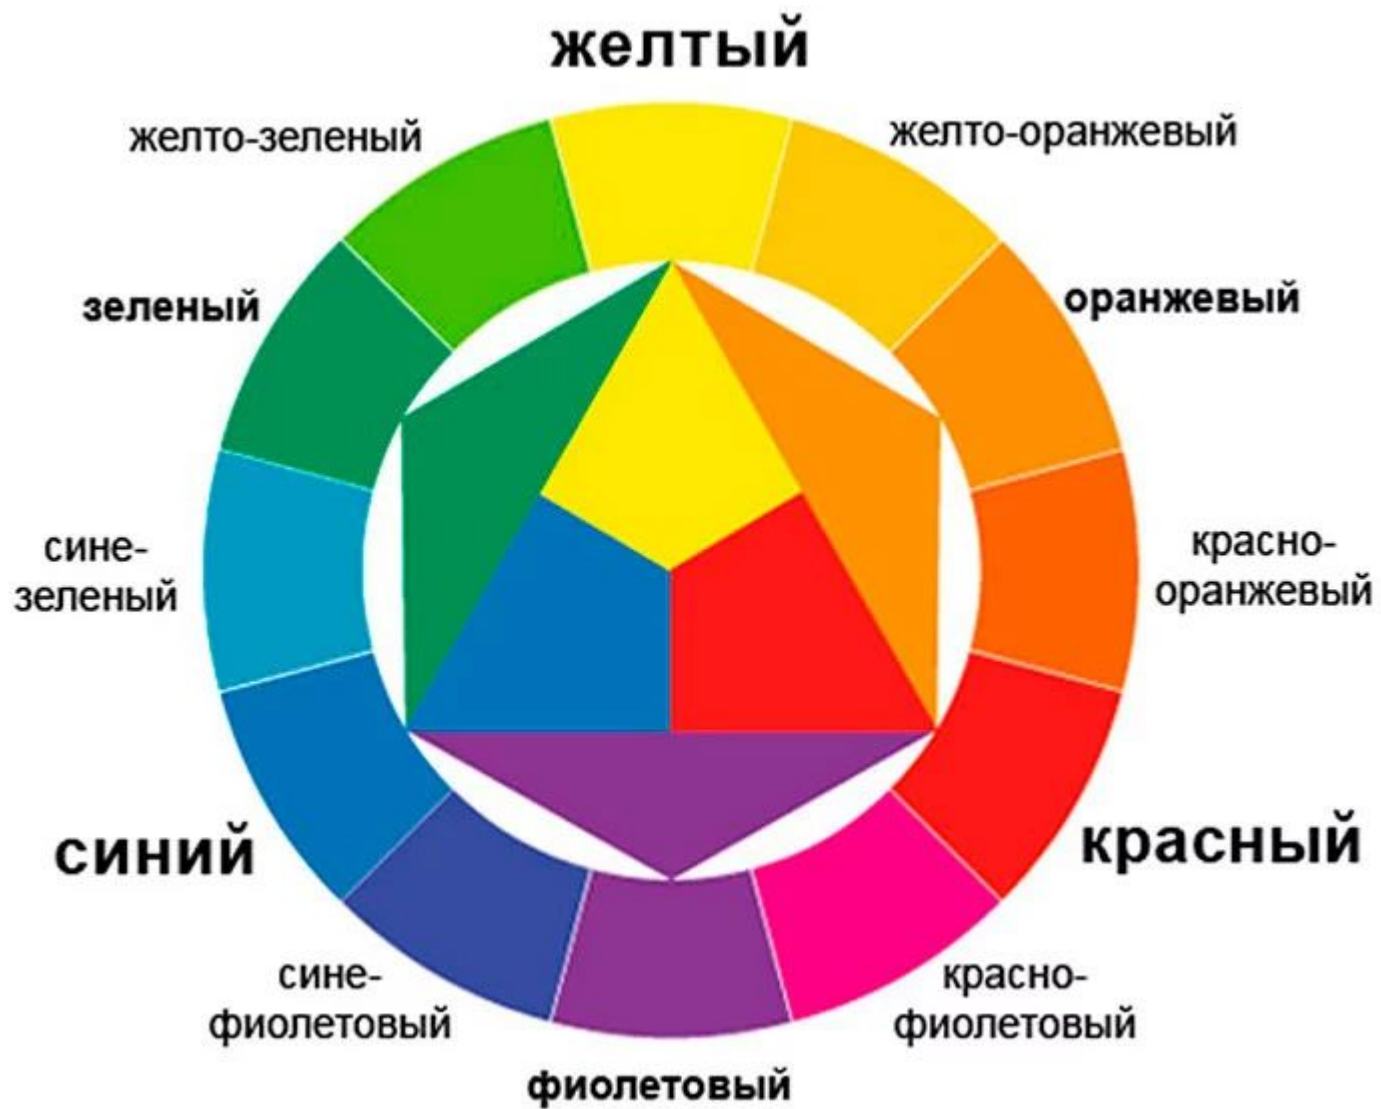 желтый
желто-зеленый
желто-оранжевый
зеленый
оранжевый
сине-
зеленый
красно-
оранжевый
синий
красный
сине-
фиолетовый
красно-
фиолетовый
фиолетовый